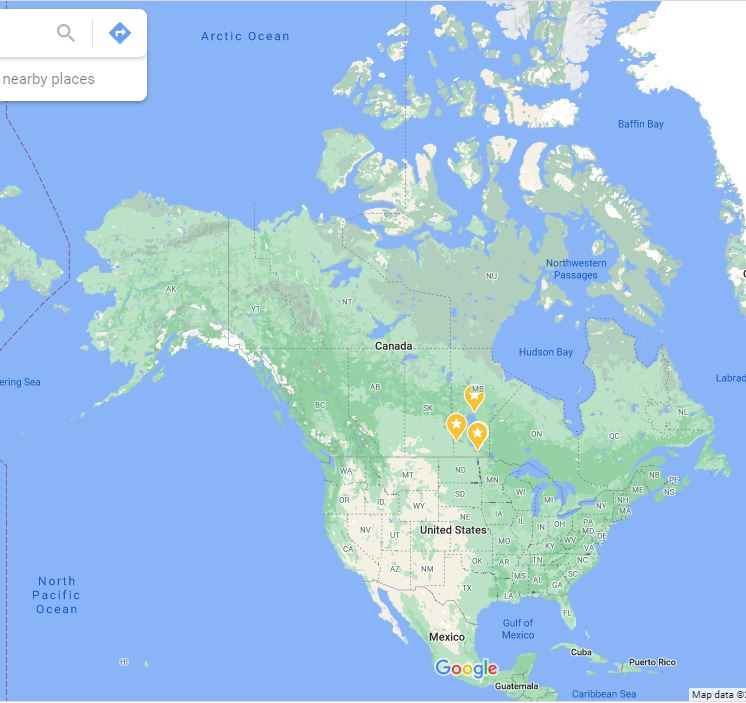 Arctic Ocean
nearby places
Baffin Bay
Northwestern
Passages
NU
AK
YT
NT
Canada
Hudson Bay
ering Sea
Labrad
AB
MB
SK
BC
NL
ON
QC
WA
MT
ND
MN
NB
PE
NS
ME
OR
ID
SD
WI
MI
NH
MA
NY
WY
NE
IA
NV
UT
United States
IL
IN
OH
PA
MD
DE
CA
MO
KY
WV
VA
AZ
NM
OK
AR
TN
NC
SC
MS
AL
GA
TX
LA
FL
North
Pacific
Ocean
Gulf of
Mexico
Mexico
HI
Cuba
Puerto Rico
Google
Guatemala
Caribbean Sea
Map data ©2